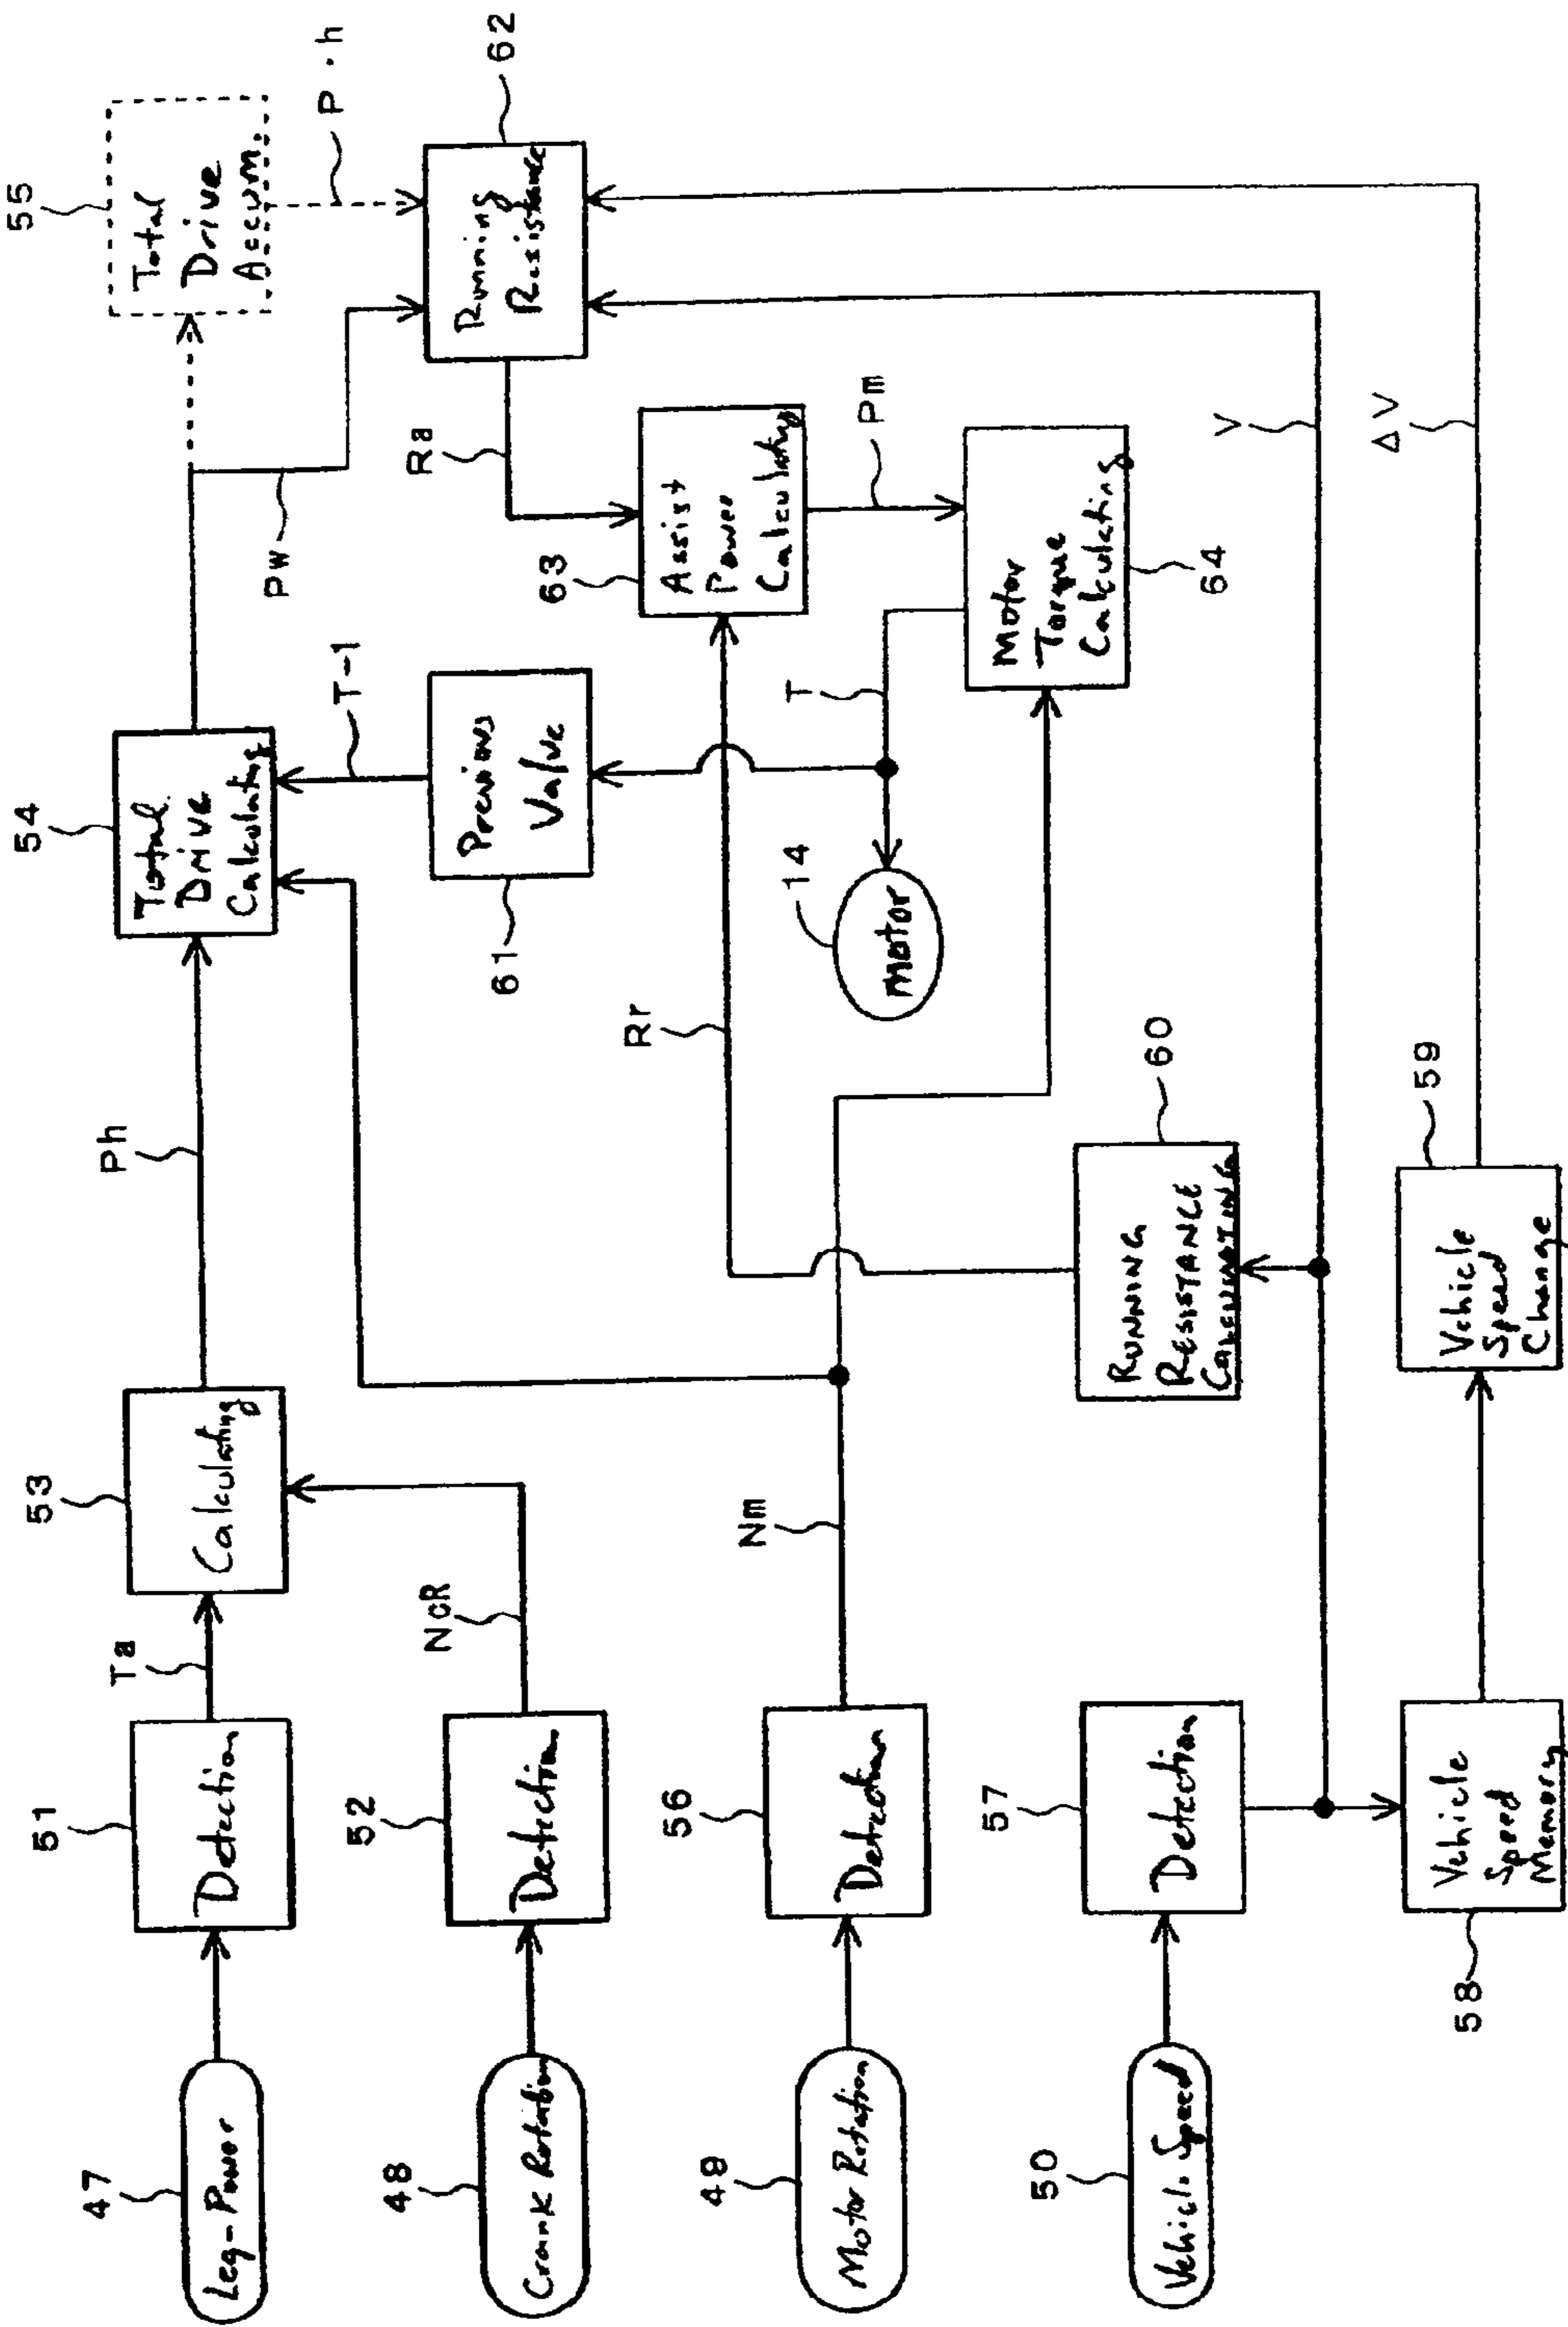 47
Leg-Power
51
Detection
Ta
53
Calculating
Ph
54
Total
Drive
Calculating
Pw
55
Total
Drive
Accum.
P・h
48
Crank Rotation
52
Detection
NcR
61
Previous
Value
T-1
Ra
62
Running
Resistance
49
Motor Rotation
56
Detection
Nm
Rr
14
Motor
T
63
Assist
Power
Calculating
Pm
64
Motor
Torque
Calculating
50
Vehicl. Speed
57
Detection
60
RUNNING
RESISTANCE
CALCULATING
V
58
Vehicle
Speed
Memory
59
Vehicle
Speed
Change
ΔV